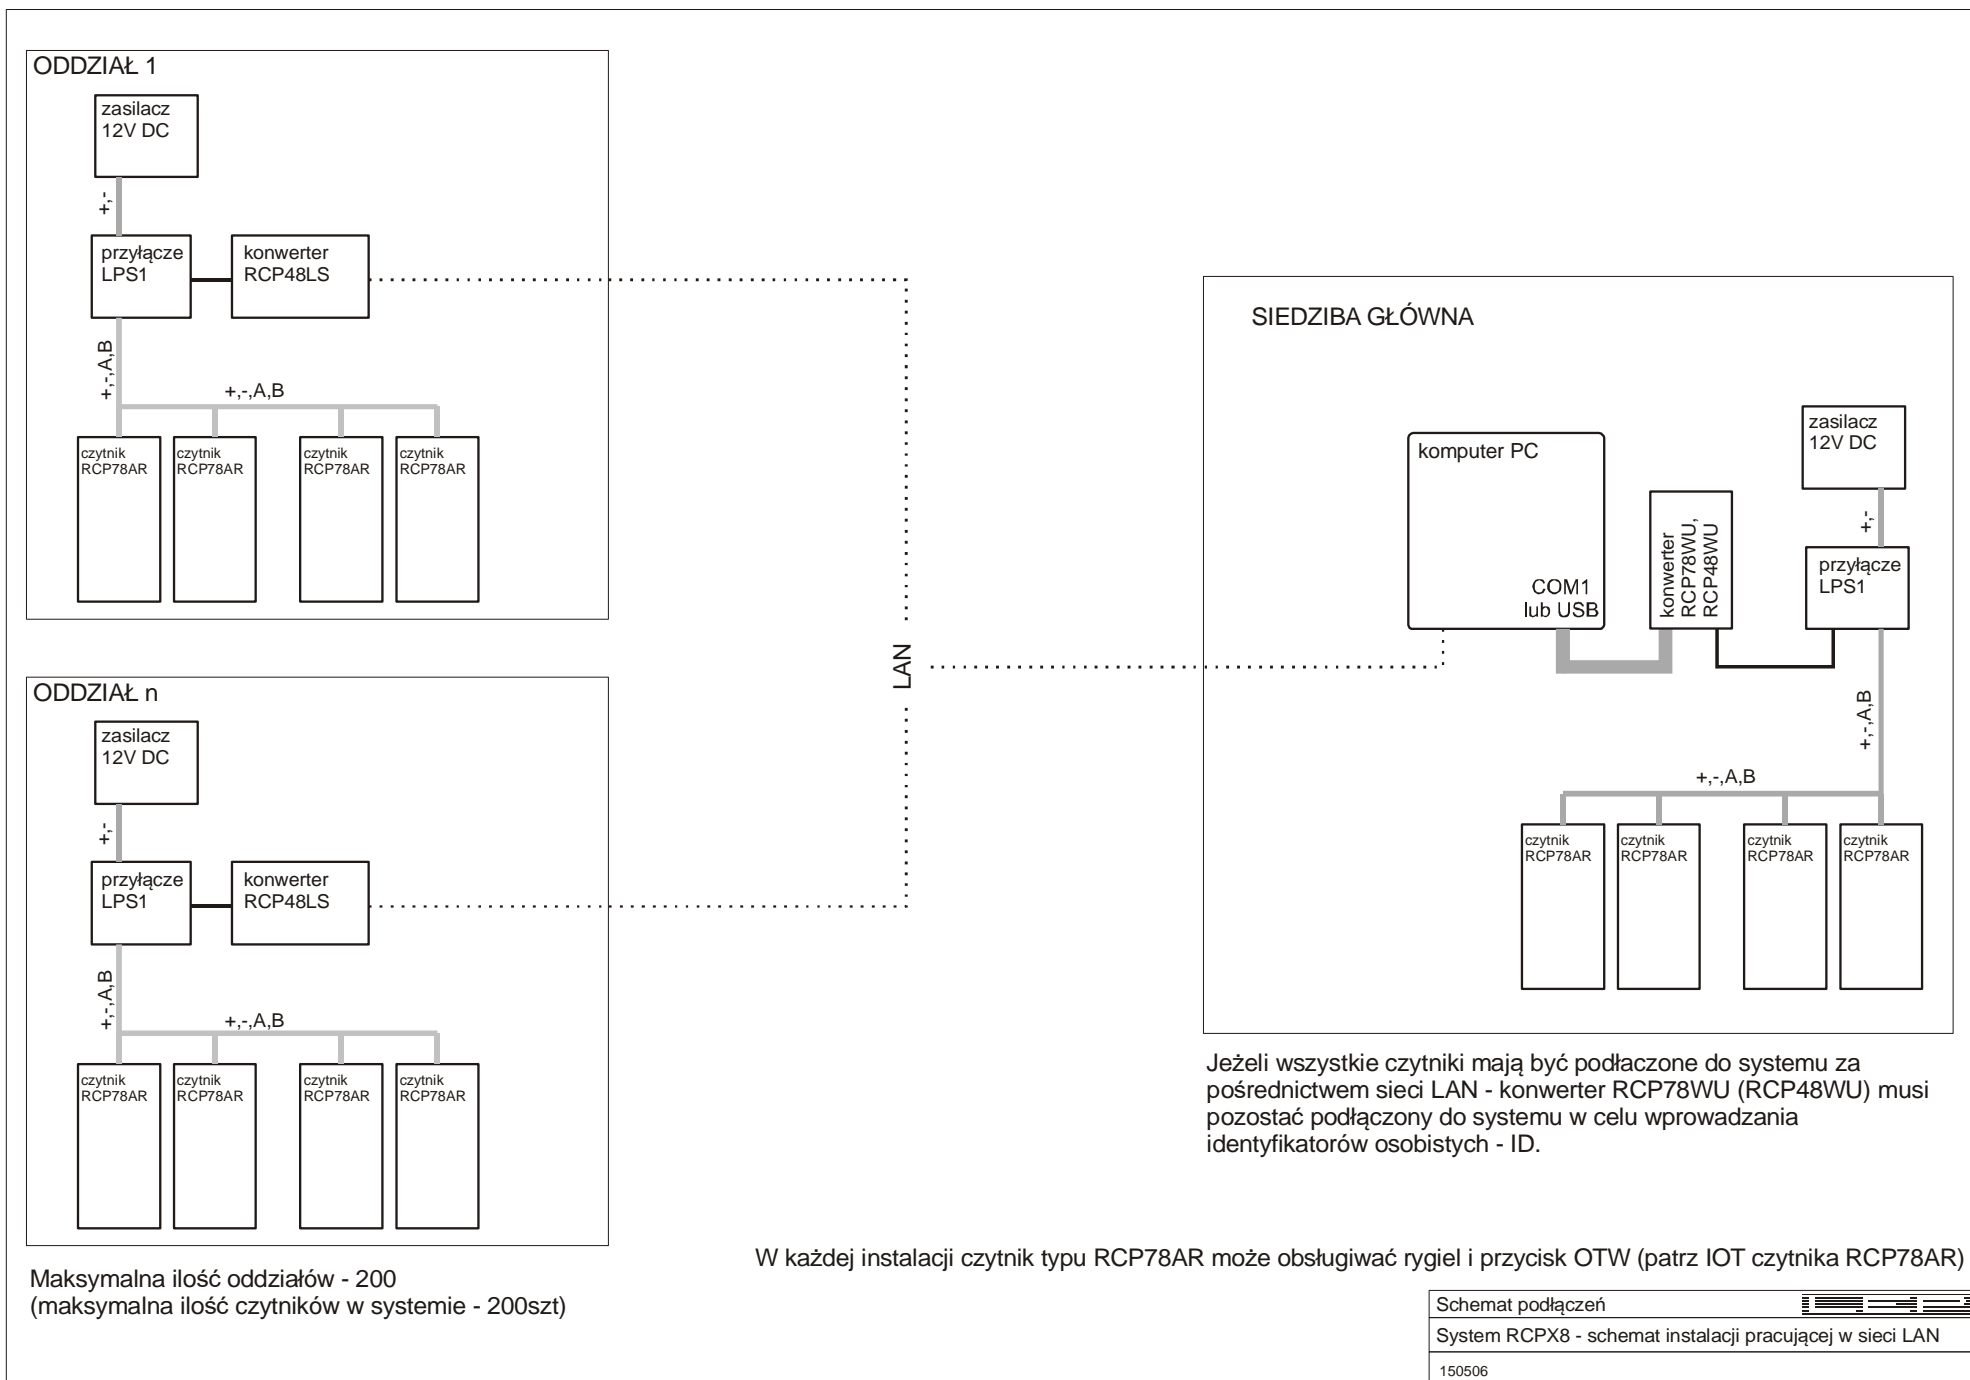 ODDZIAŁ 1
zasilacz
12V DC
+,-
przyłącze
LPS1
konwerter
RCP48LS
+,-,A,B
+,-,A,B
czytnik
RCP78AR
czytnik
RCP78AR
czytnik
RCP78AR
czytnik
RCP78AR
ODDZIAŁ n
zasilacz
12V DC
+,-
przyłącze
LPS1
konwerter
RCP48LS
+,-,A,B
+,-,A,B
czytnik
RCP78AR
czytnik
RCP78AR
czytnik
RCP78AR
czytnik
RCP78AR
Maksymalna ilość oddziałów - 200
(maksymalna ilość czytników w systemie - 200szt)
LAN
SIEDZIBA GŁÓWNA
komputer PC
COM1
lub USB
konwerter
RCP78WU,
RCP48WU
zasilacz
12V DC
+,-
przyłącze
LPS1
+,-,A,B
+,-,A,B
czytnik
RCP78AR
czytnik
RCP78AR
czytnik
RCP78AR
czytnik
RCP78AR
Jeżeli wszystkie czytniki mają być podłaczone do systemu za
pośrednictwem sieci LAN - konwerter RCP78WU (RCP48WU) musi
pozostać podłączony do systemu w celu wprowadzania
identyfikatorów osobistych - ID.
W każdej instalacji czytnik typu RCP78AR może obsługiwać rygiel i przycisk OTW (patrz IOT czytnika RCP78AR)
Schemat podłączeń
System RCPX8 - schemat instalacji pracującej w sieci LAN
150506